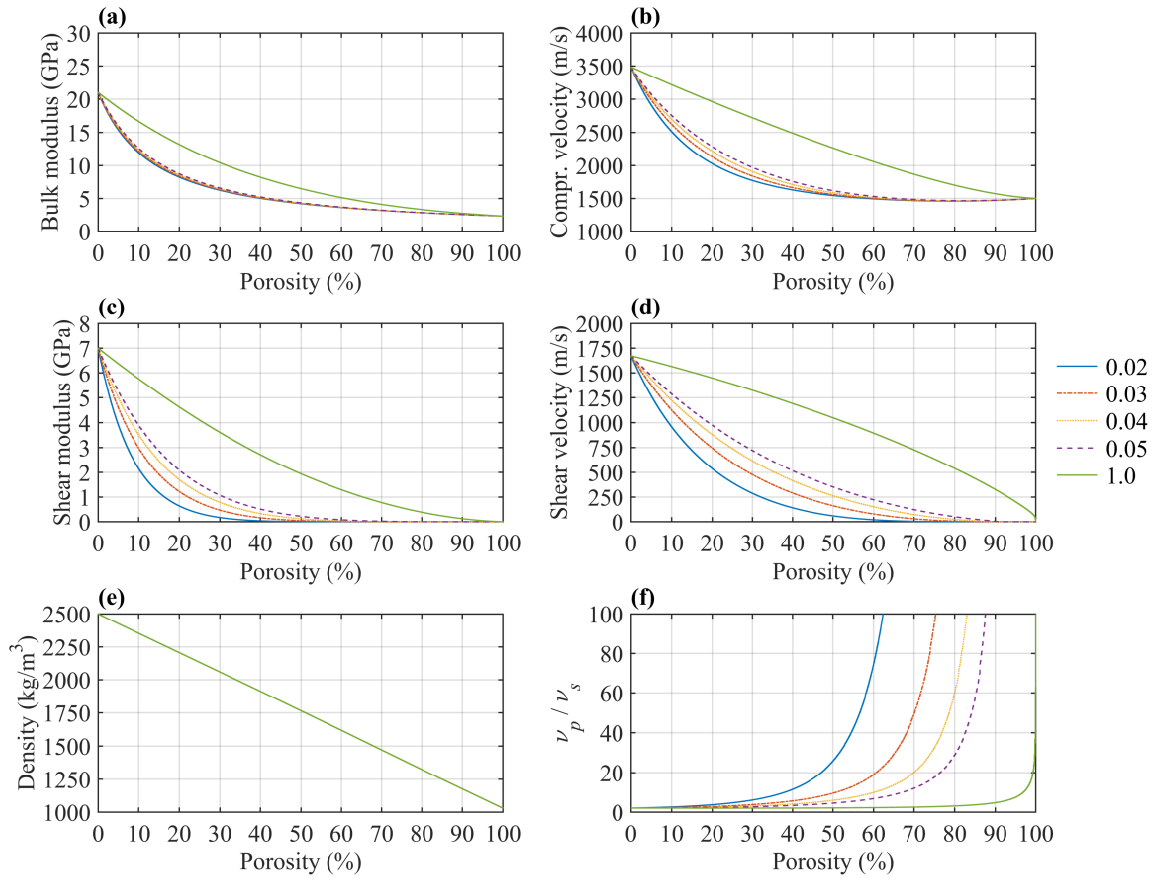 (a)
30
25
20
15
10
5
0
Bulk modulus (GPa)
0 10 20 30 40 50 60 70 80 90 100
Porosity (%)
(b)
4000
3500
3000
2500
2000
1500
1000
Compr. velocity (m/s)
0 10 20 30 40 50 60 70 80 90 100
Porosity (%)
(c)
8
7
6
5
4
3
2
1
0
Shear modulus (GPa)
0 10 20 30 40 50 60 70 80 90 100
Porosity (%)
(d)
2000
1750
1500
1250
1000
750
500
250
0
Shear velocity (m/s)
0 10 20 30 40 50 60 70 80 90 100
Porosity (%)
0.02
0.03
0.04
0.05
1.0
(e)
2500
2250
2000
1750
1500
1250
1000
Density (kg/m³)
0 10 20 30 40 50 60 70 80 90 100
Porosity (%)
(f)
100
80
60
40
20
0
ν_p / ν_s
0 10 20 30 40 50 60 70 80 90 100
Porosity (%)